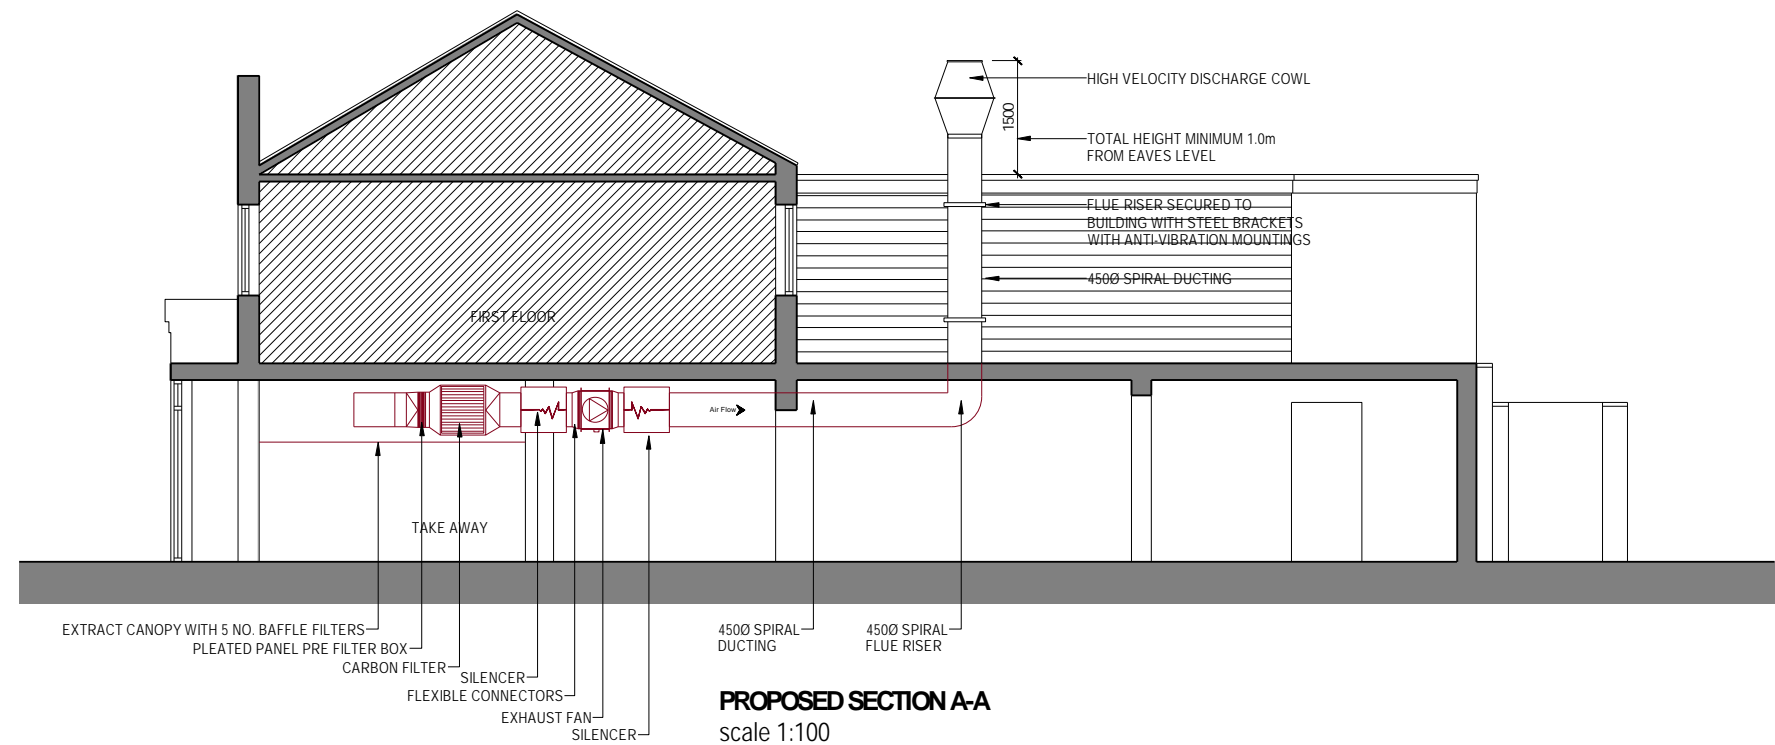 HIGH VELOCITY DISCHARGE COWL
1500
TOTAL HEIGHT MINIMUM 1.0m
FROM EAVES LEVEL
FLUE RISER SECURED TO
BUILDING WITH STEEL BRACKETS
WITH ANTI-VIBRATION MOUNTINGS
450Ø SPIRAL DUCTING
FIRST FLOOR
Air Flow
TAKE AWAY
EXTRACT CANOPY WITH 5 NO. BAFFLE FILTERS
PLEATED PANEL PRE FILTER BOX
CARBON FILTER
SILENCER
FLEXIBLE CONNECTORS
EXHAUST FAN
SILENCER
450Ø SPIRAL
DUCTING
450Ø SPIRAL
FLUE RISER
PROPOSED SECTION A-A
scale 1:100